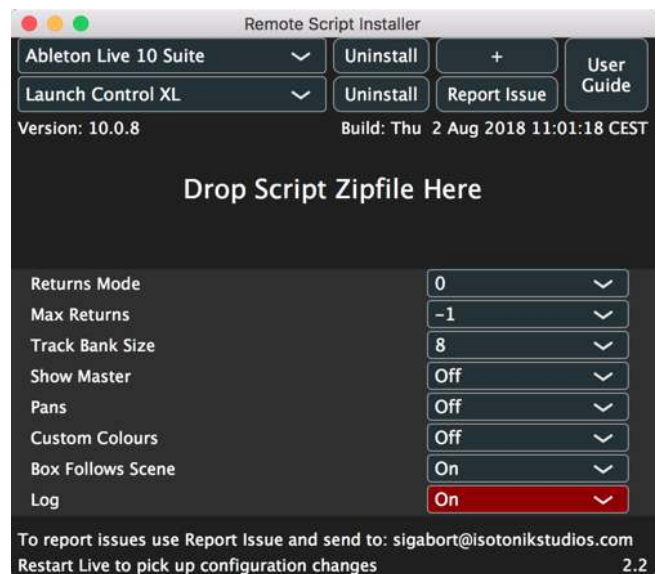 Remote Script Installer
Ableton Live 10 Suite Uninstall + User Guide
Launch Control XL Uninstall Report Issue
Version: 10.0.8 Build: Thu 2 Aug 2018 11:01:18 CEST
Drop Script Zipfile Here
Returns Mode 0
Max Returns -1
Track Bank Size 8
Show Master Off
Pans Off
Custom Colours Off
Box Follows Scene On
Log On
To report issues use Report Issue and send to: sigabort@isotonikstudios.com
Restart Live to pick up configuration changes 2.2